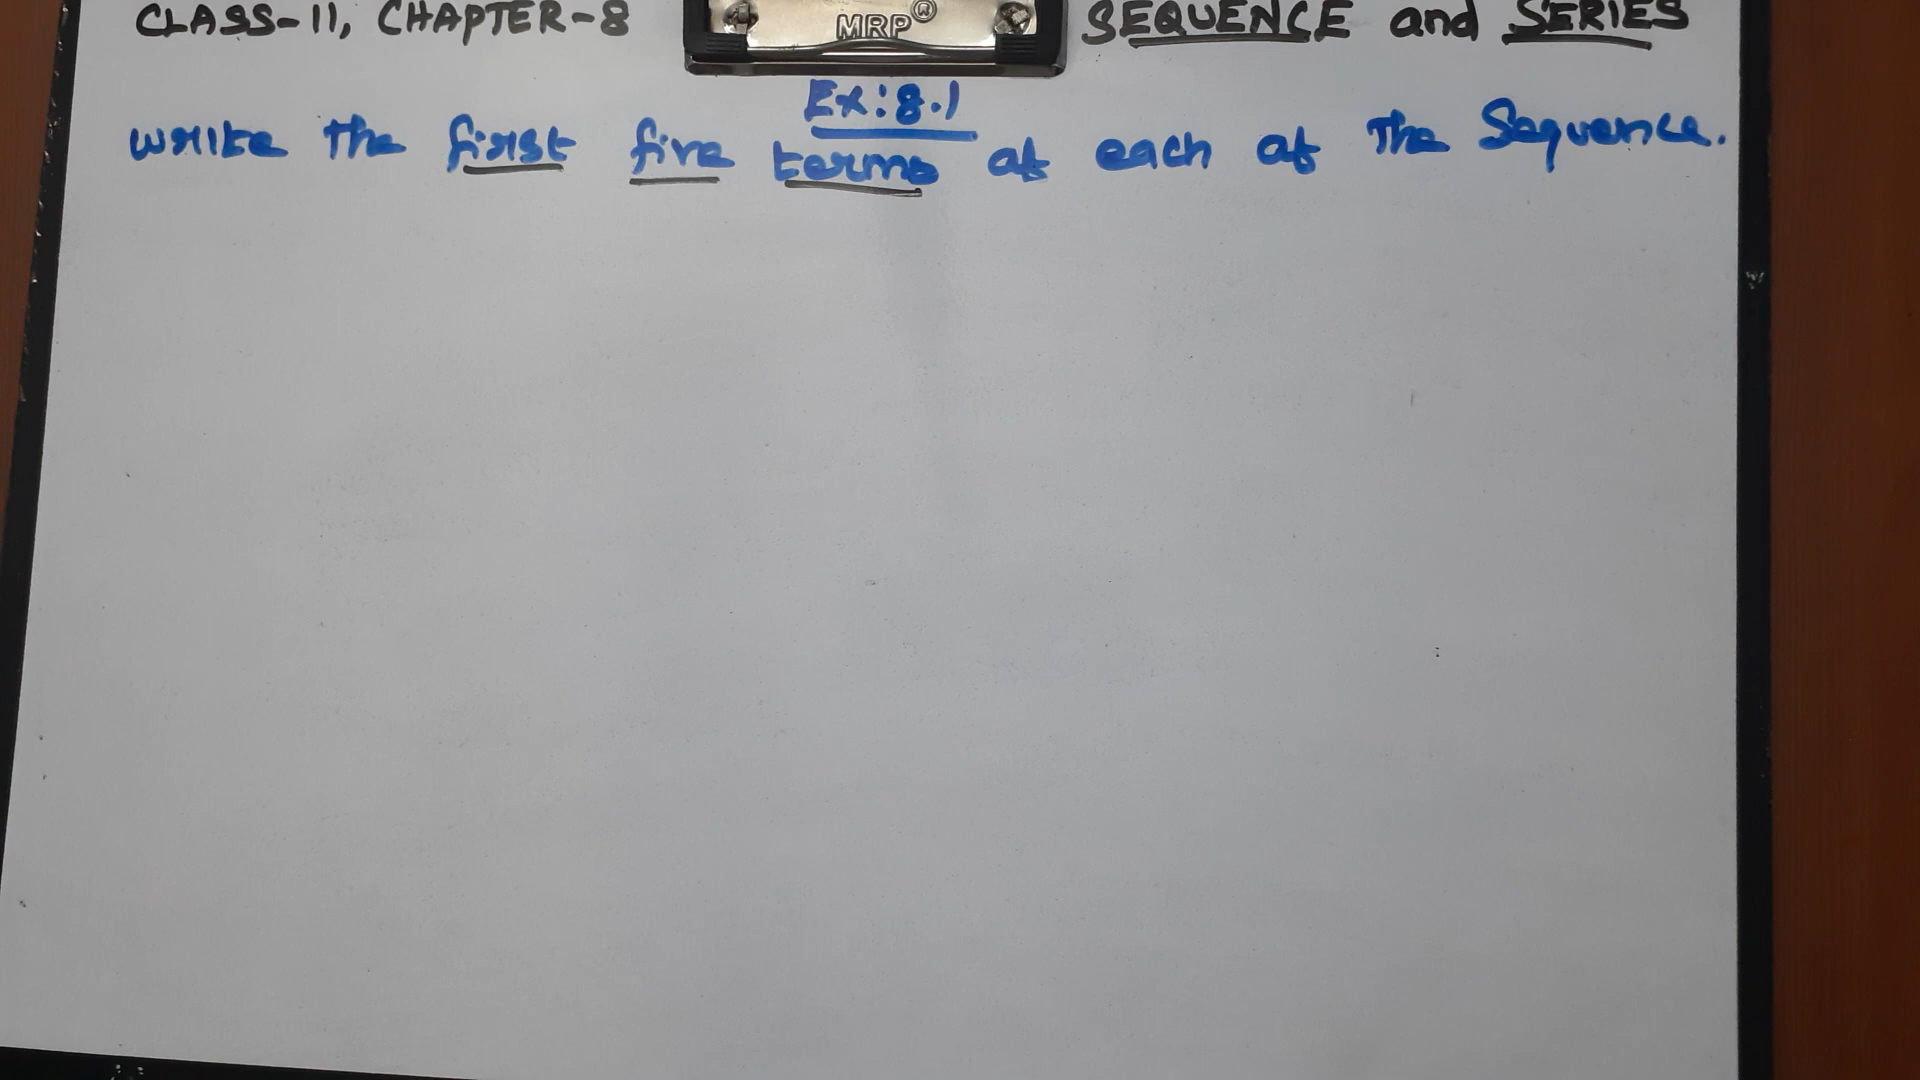 CLASS-11, CHAPTER-8 MRP® SEQUENCE and SERIES
Ex:8.1
write the first five terms of each of the Sequence.